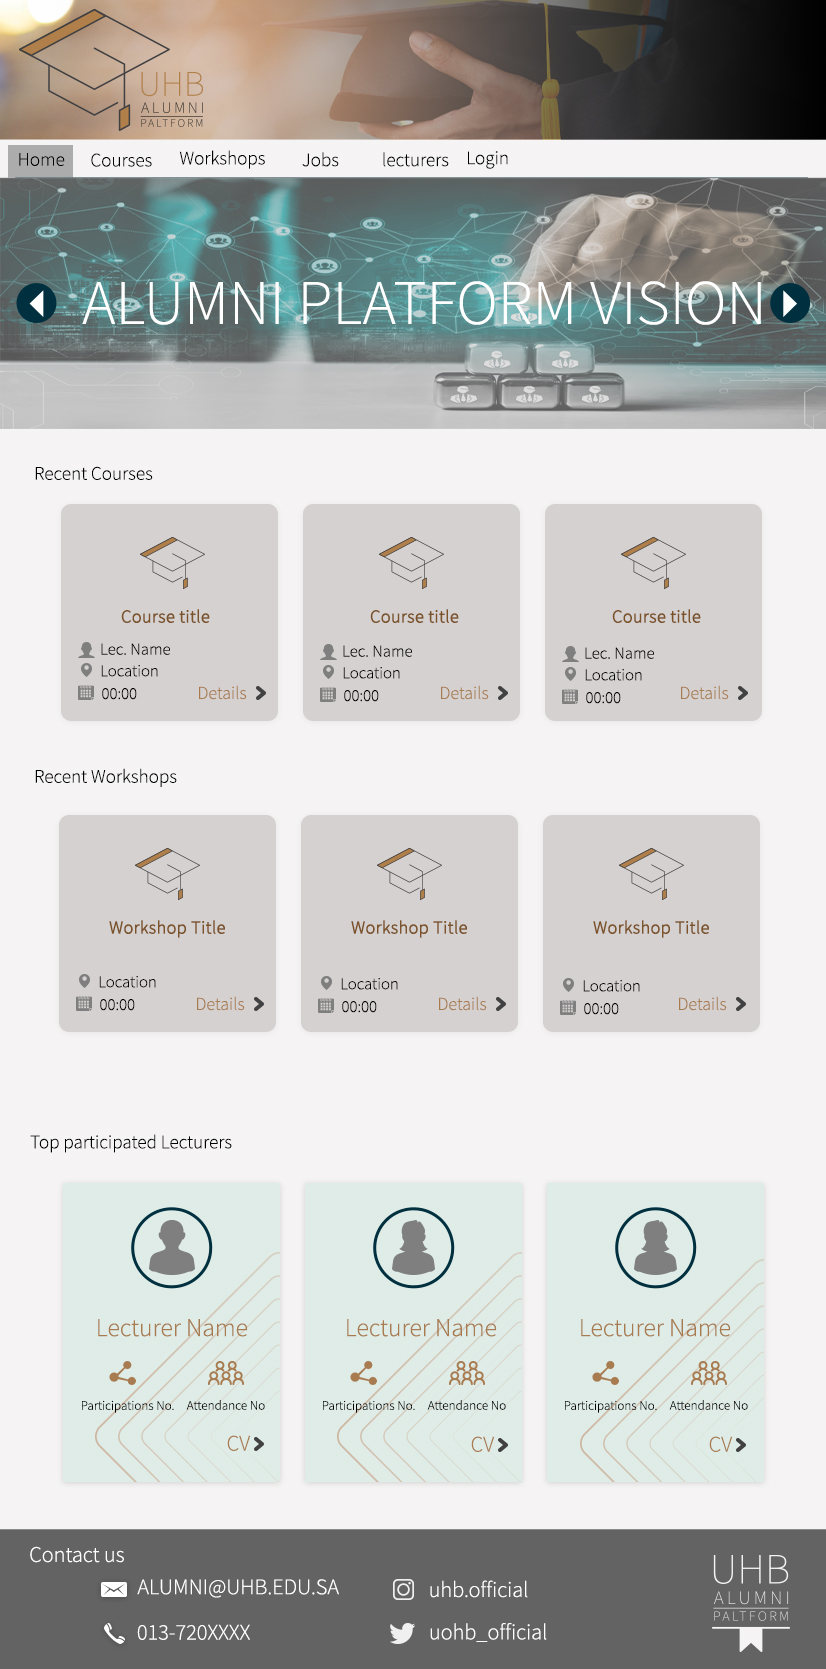 UHB
ALUMNI
PALTFORM
Home Courses Workshops Jobs lecturers Login
ALUMNI PLATFORM VISION
Recent Courses
Course title
Lec. Name
Location
00:00
Details
Course title
Lec. Name
Location
00:00
Details
Course title
Lec. Name
Location
00:00
Details
Recent Workshops
Workshop Title
Location
00:00
Details
Workshop Title
Location
00:00
Details
Workshop Title
Location
00:00
Details
Top participated Lecturers
Lecturer Name
Participations No. Attendance No
CV
Lecturer Name
Participations No. Attendance No
CV
Lecturer Name
Participations No. Attendance No
CV
Contact us
ALUMNI@UHB.EDU.SA
013-720XXXX
uhb.official
uohb_official
UHB
ALUMNI
PALTFORM